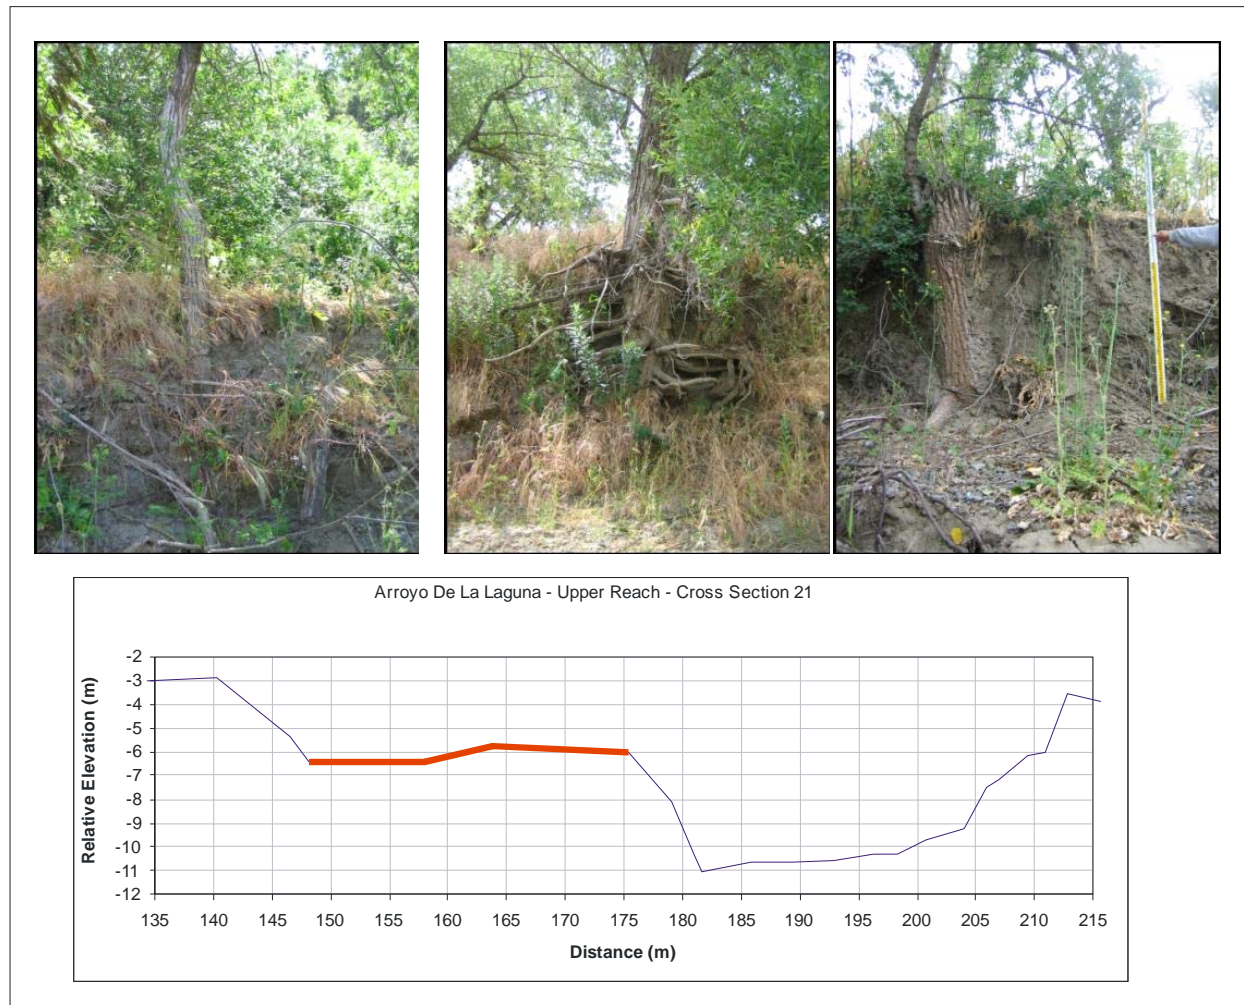 Arroyo De La Laguna - Upper Reach - Cross Section 21
-2
-3
-4
-5
-6
-7
-8
-9
-10
-11
-12
Relative Elevation (m)
135 140 145 150 155 160 165 170 175 180 185 190 195 200 205 210 215
Distance (m)